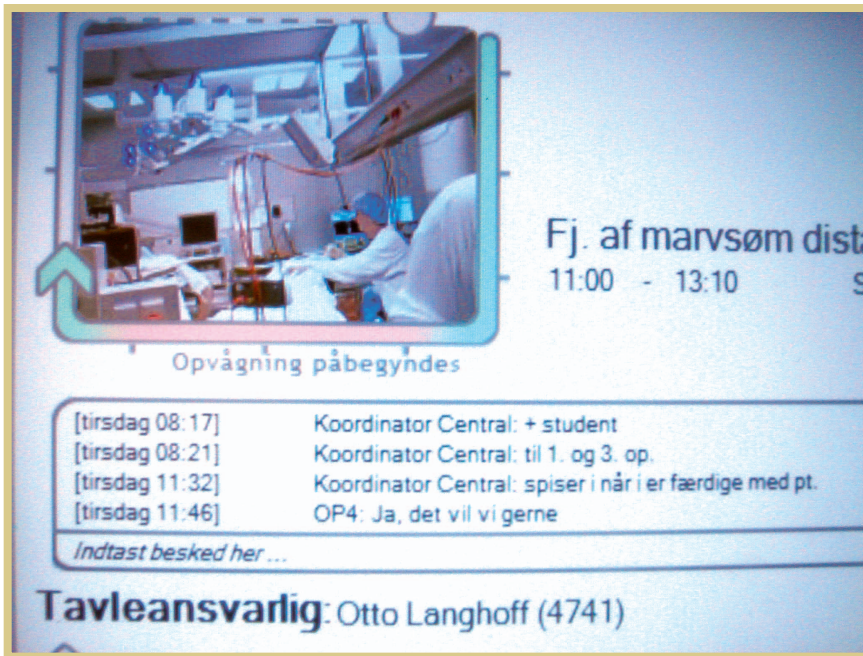 Fj. af marvsøm
11:00 - 13:10
Opvågning påbegyndes
[tirsdag 08:17] Koordinator Central: + student
[tirsdag 08:21] Koordinator Central: til 1. og 3. op.
[tirsdag 11:32] Koordinator Central: spiser i når i er færdige med pt.
[tirsdag 11:46] OP4: Ja, det vil vi gerne
Indtast besked her ...
Tavleansvarlig: Otto Langhoff (4741)